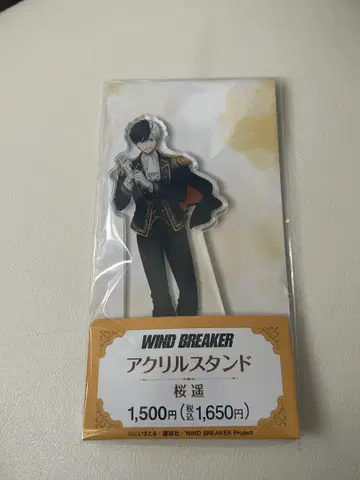 WIND BREAKER
アクリルスタンド
桜 遥
1,500円(税込1,650円)
©にいさとる・講談社/WIND BREAKER Project